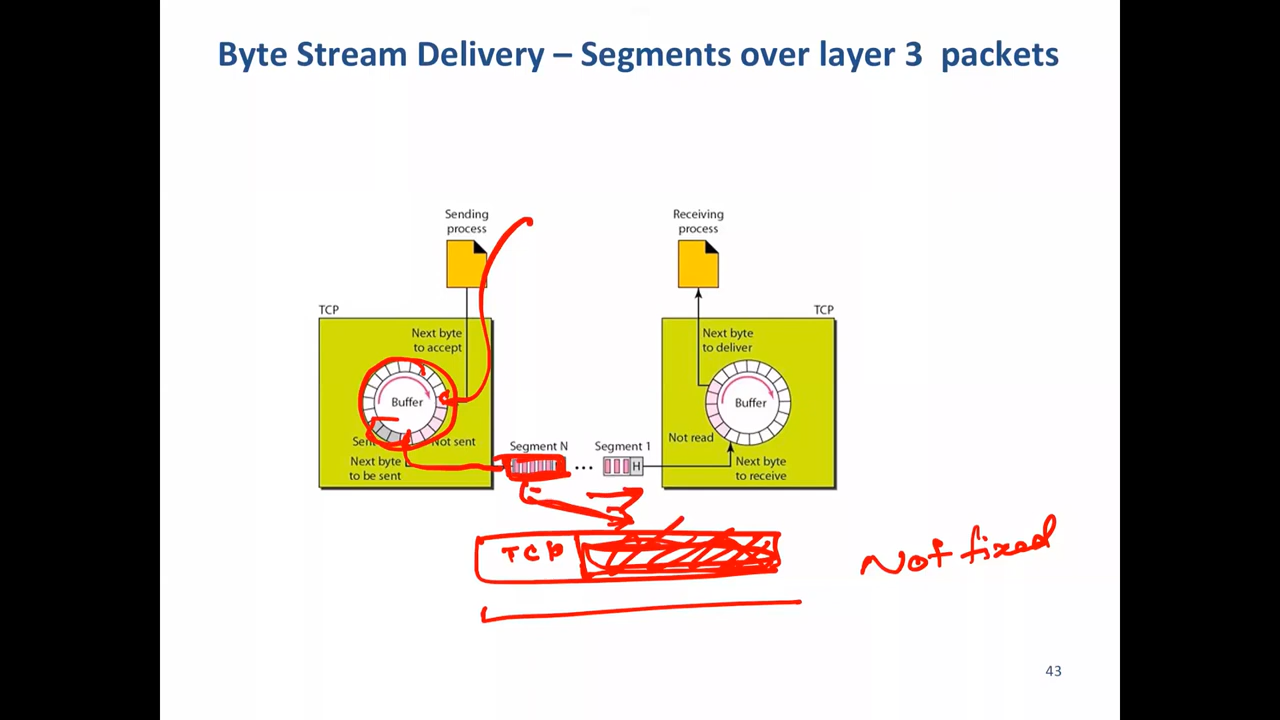 Byte Stream Delivery – Segments over layer 3 packets
Sending
process
Receiving
process
TCP
TCP
Next byte
to accept
Next byte
to deliver
Buffer
Buffer
Sent
Not sent
Segment N
Segment 1
Not read
...
H
Next byte
to be sent
Next byte
to receive
TCP
Not fixed
43